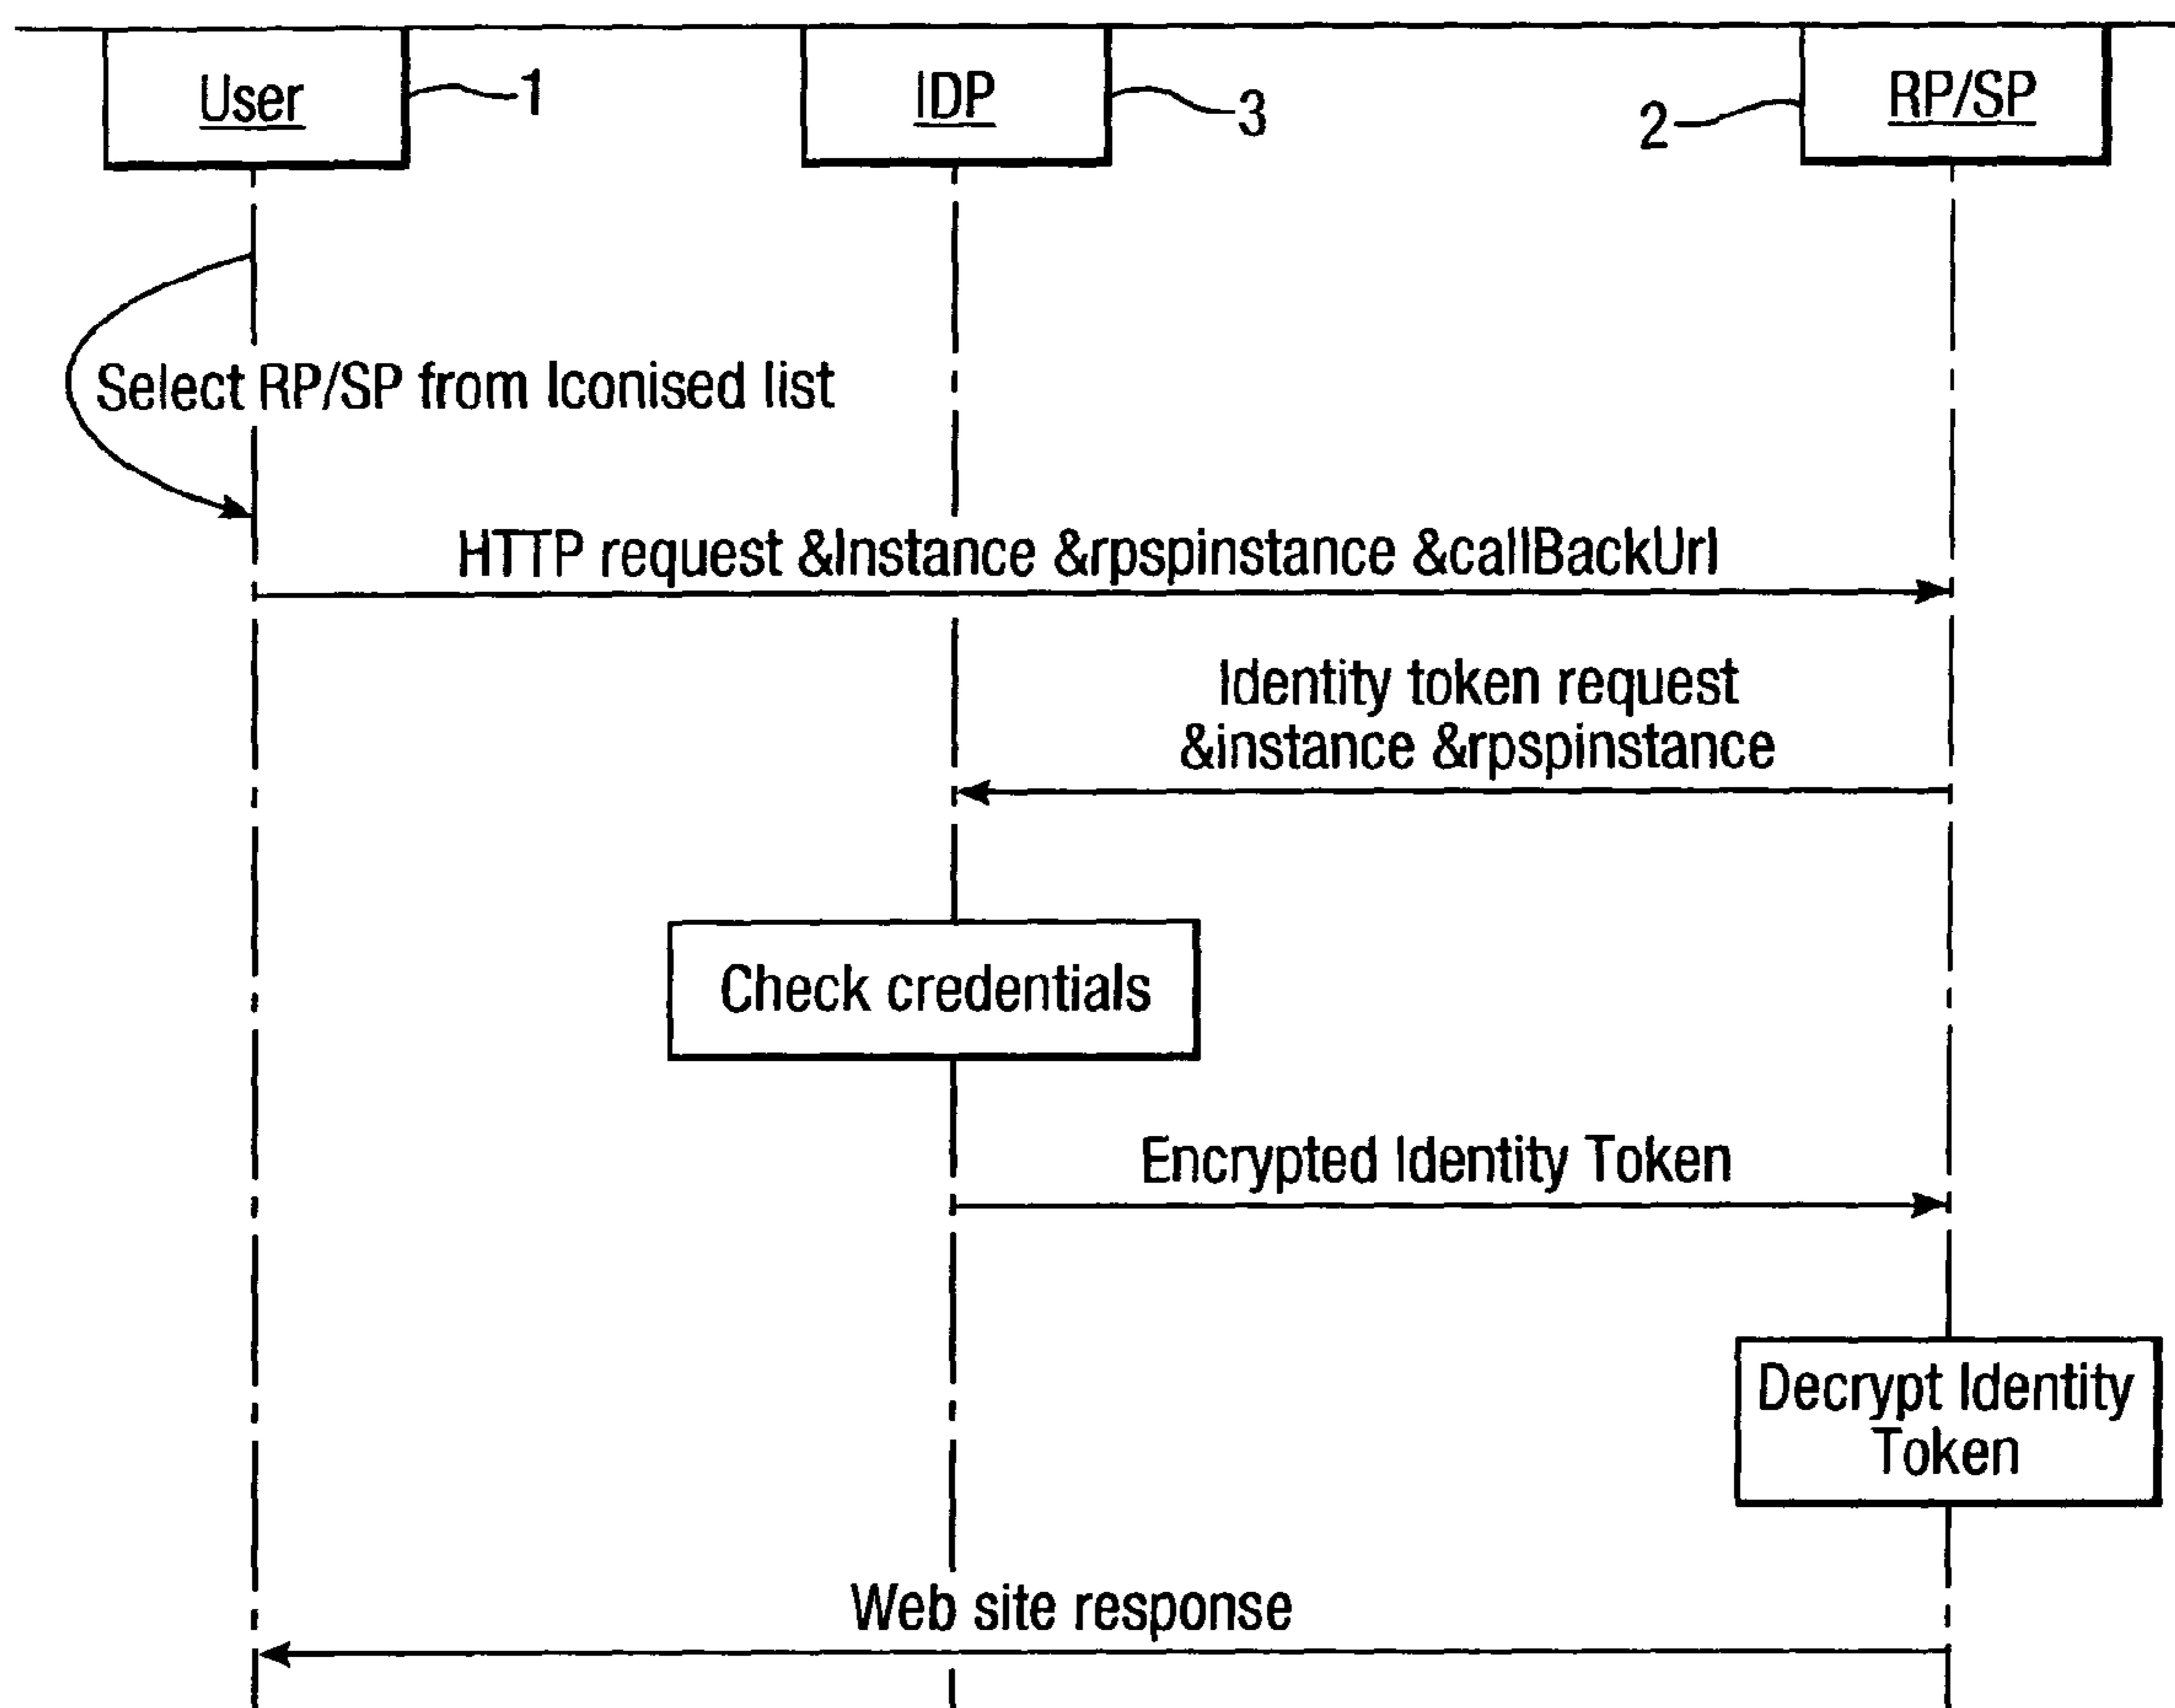 User
1
IDP
3
2
RP/SP
Select RP/SP from Iconised list
HTTP request &Instance &rpspinstance &callBackUrl
Identity token request
&instance &rpspinstance
Check credentials
Encrypted Identity Token
Decrypt Identity
Token
Web site response